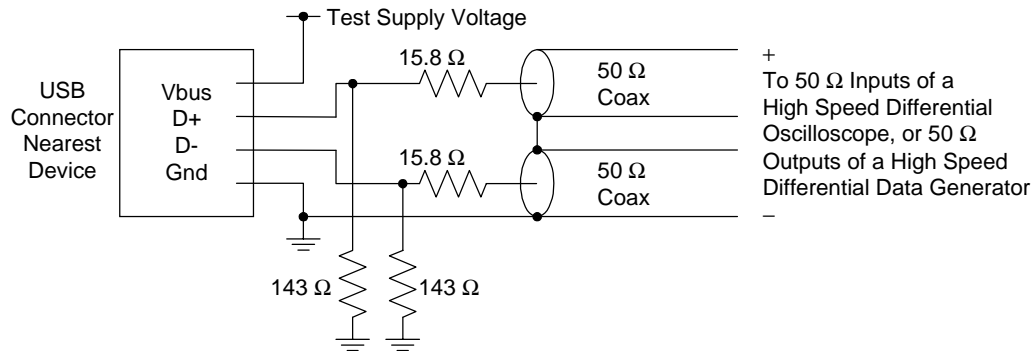 Test Supply Voltage
USB
Connector
Nearest
Device
Vbus
D+
D-
Gnd
15.8 Ω
50 Ω
Coax
15.8 Ω
50 Ω
Coax
143 Ω
143 Ω
+
To 50 Ω Inputs of a
High Speed Differential
Oscilloscope, or 50 Ω
Outputs of a High Speed
Differential Data Generator
−